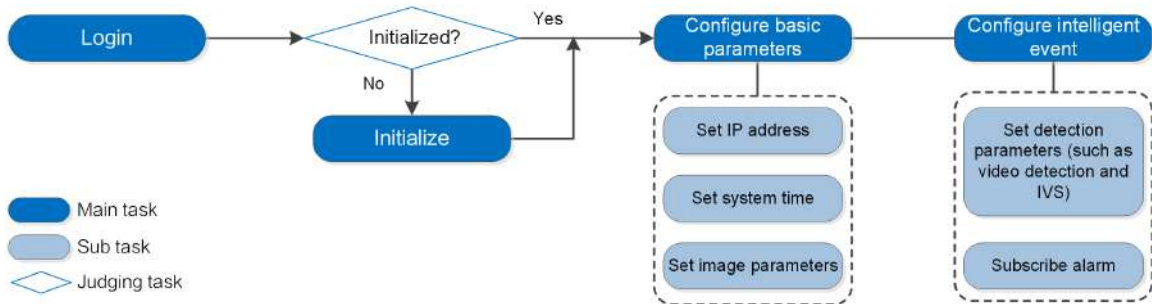 Login
Initialized?
Yes
No
Initialize
Configure basic
parameters
Set IP address
Set system time
Set image parameters
Configure intelligent
event
Set detection
parameters (such as
video detection and
IVS)
Subscribe alarm
Main task
Sub task
Judging task